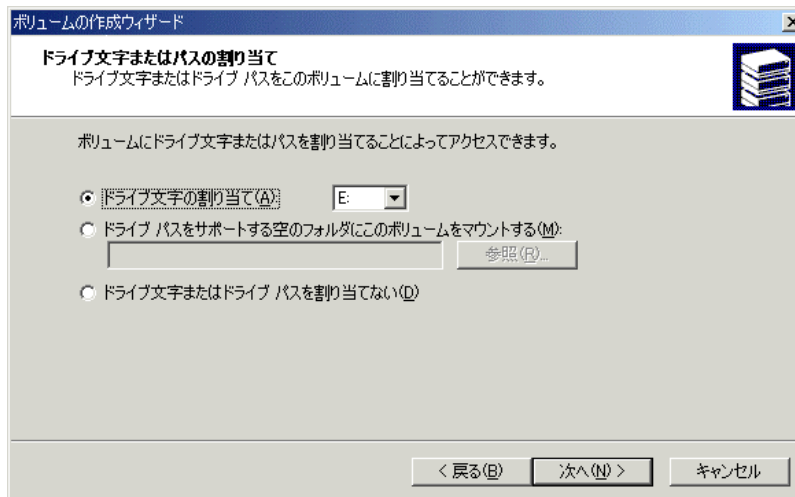 ボリュームの作成ウィザード
ドライブ文字またはパスの割り当て
ドライブ文字またはドライブ パスをこのボリュームに割り当てることができます。
ボリュームにドライブ文字またはパスを割り当てることによってアクセスできます。
ドライブ文字の割り当て(A): E:
ドライブ パスをサポートする空のフォルダにこのボリュームをマウントする(M):
参照(R)...
ドライブ文字またはドライブ パスを割り当てない(D)
< 戻る(B) 次へ(N) > キャンセル